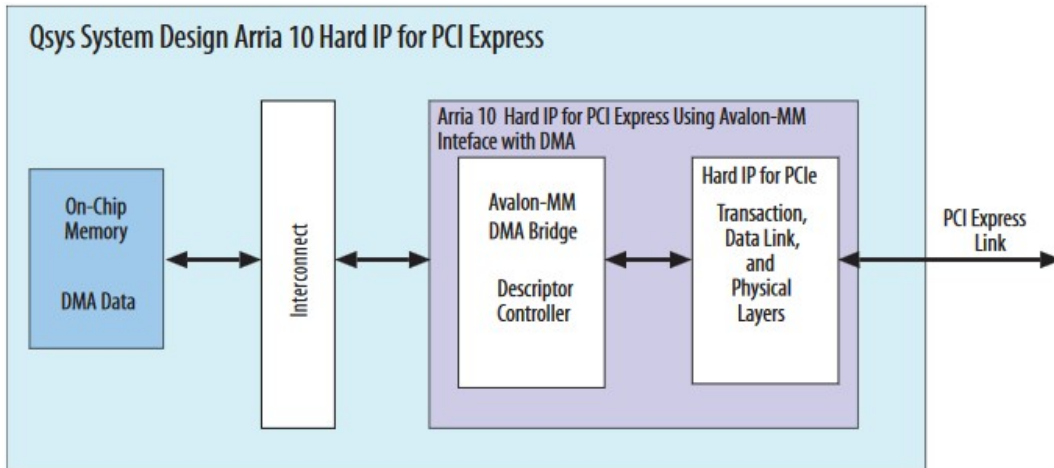 Qsys System Design Arria 10 Hard IP for PCI Express
On-Chip
Memory
DMA Data
Interconnect
Arria 10 Hard IP for PCI Express Using Avalon-MM
Inteface with DMA
Avalon-MM
DMA Bridge
Descriptor
Controller
Hard IP for PCIe
Transaction,
Data Link,
and
Physical
Layers
PCI Express
Link